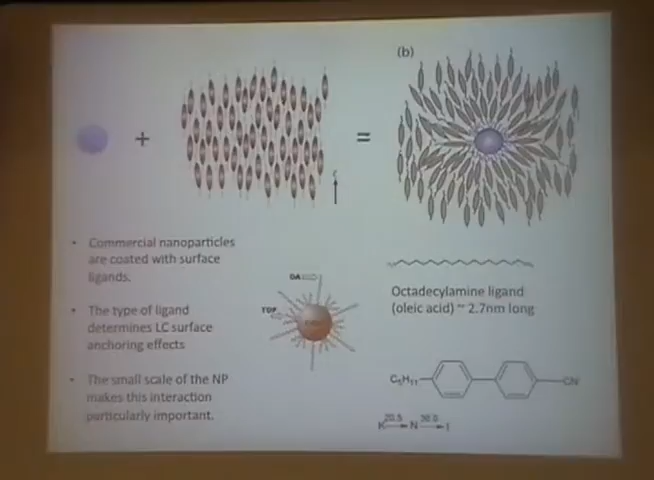 (b)
+
=
• Commercial nanoparticles
are coated with surface
ligands.
• The type of ligand
determines LC surface
anchoring effects
• The small scale of the NP
makes this interaction
particularly important.
OA
TOP
Octadecylamine ligand
(oleic acid) ~ 2.7nm long
C5H11
CN
K N I